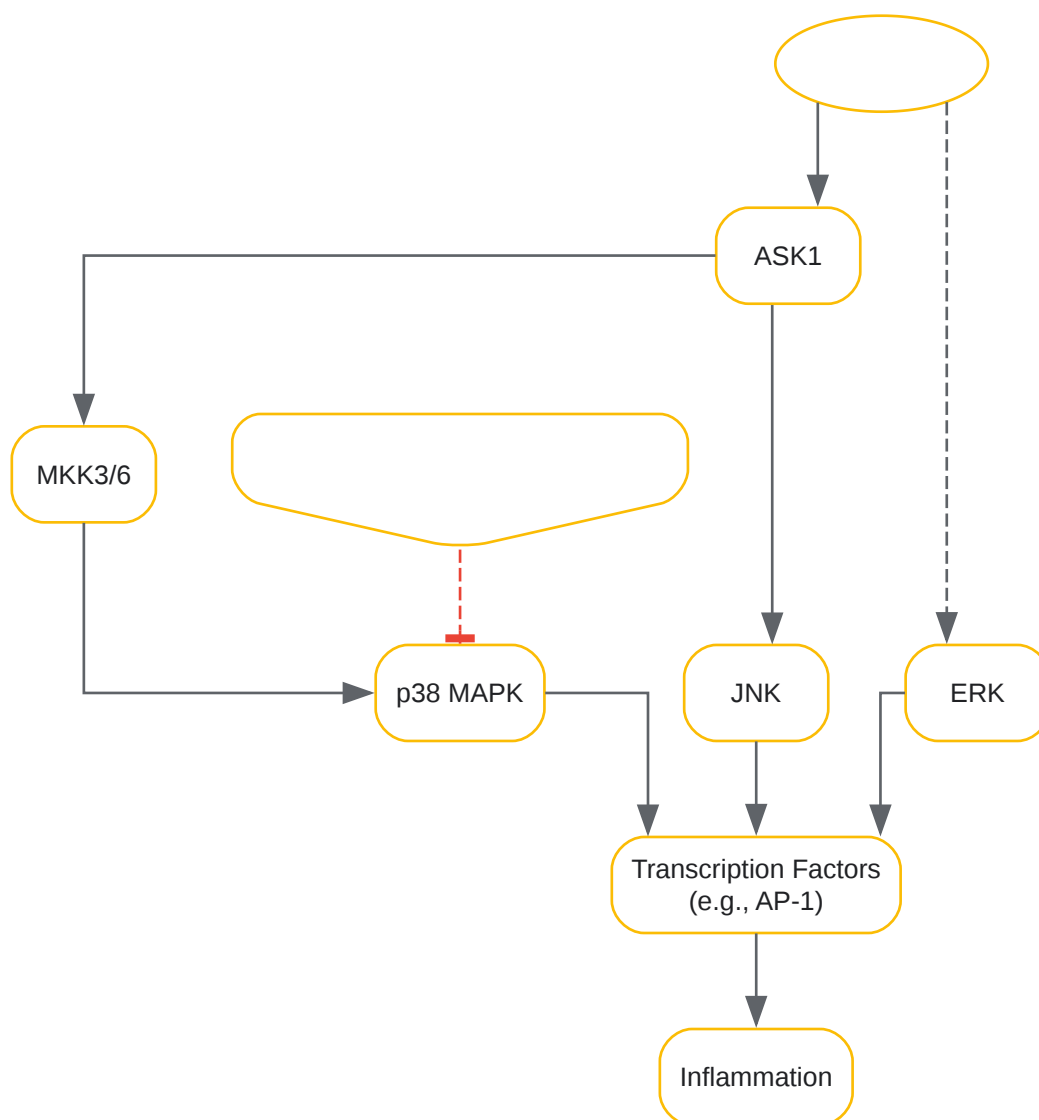 ASK1
MKK3/6
p38 MAPK
JNK
ERK
Transcription Factors
(e.g., AP-1)
Inflammation